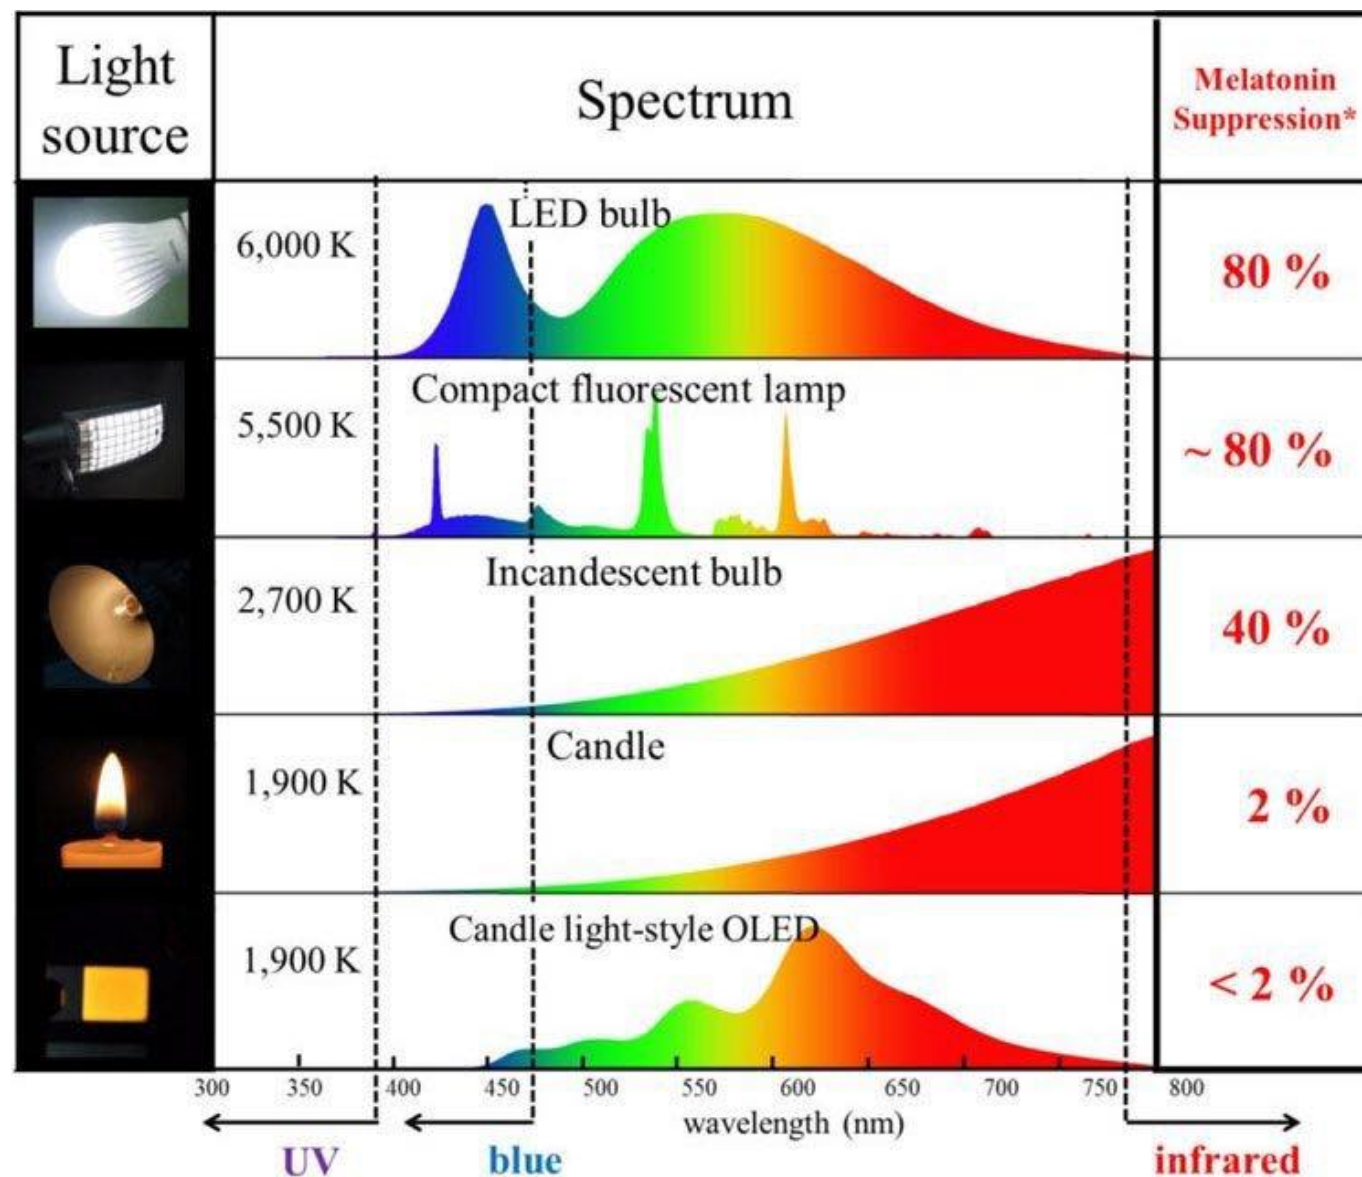 Light
source
Spectrum
Melatonin
Suppression*
6,000 K
LED bulb
80 %
5,500 K
Compact fluorescent lamp
~ 80 %
2,700 K
Incandescent bulb
40 %
1,900 K
Candle
2 %
1,900 K
Candle light-style OLED
< 2 %
300 350 400 450 500 550 600 650 700 750 800
wavelength (nm)
UV
blue
infrared